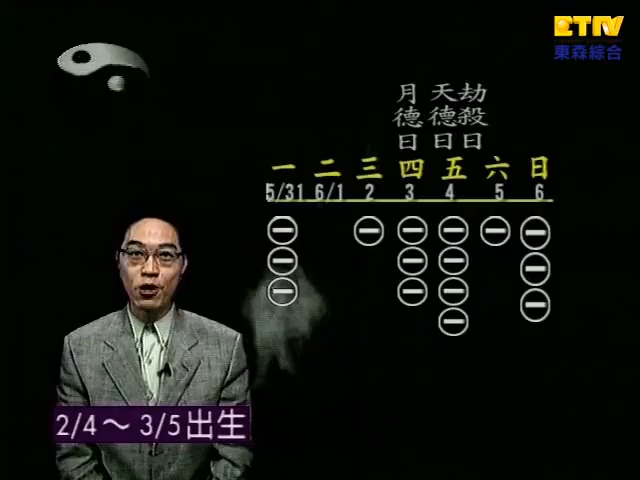 ETTV
東森綜合
月德日 天德日 劫殺日
一 二 三 四 五 六 日
5/31 6/1 2 3 4 5 6
2/4～3/5出生